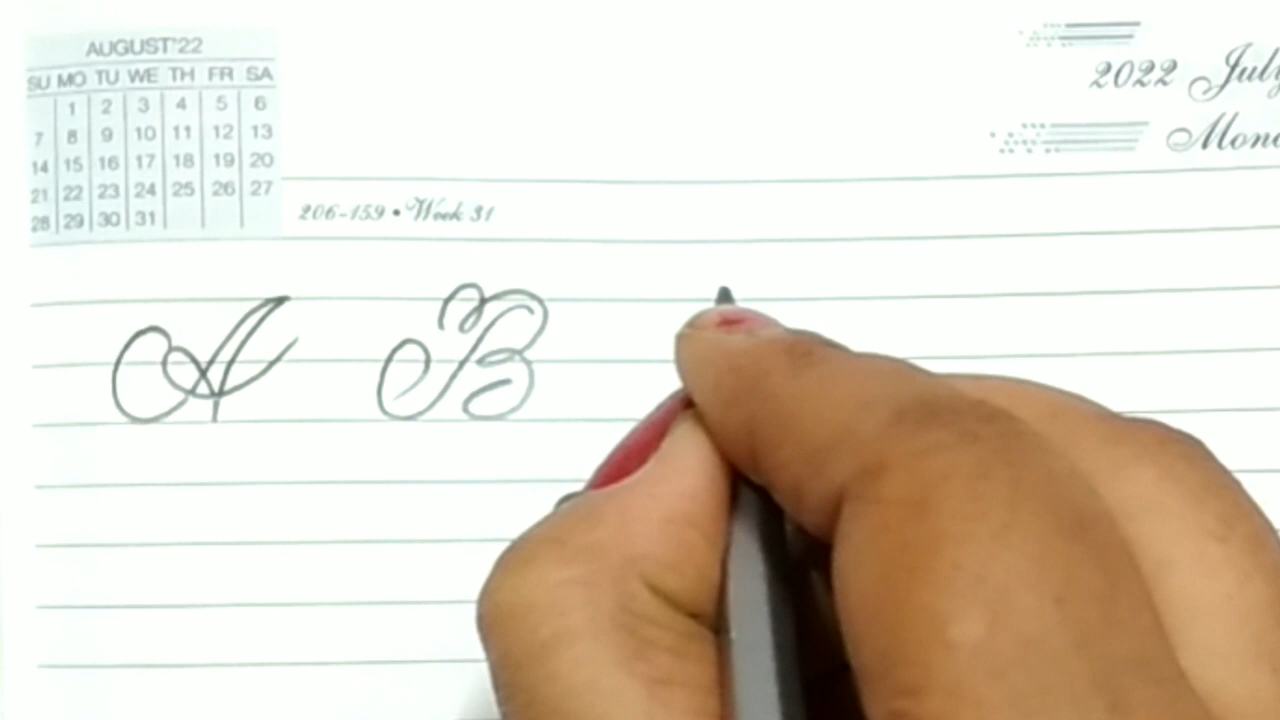 AUGUST'22
SU MO TU WE TH FR SA
1 2 3 4 5 6
7 8 9 10 11 12 13
14 15 16 17 18 19 20
21 22 23 24 25 26 27
28 29 30 31
2022 July
206-159 • Week 31
A B